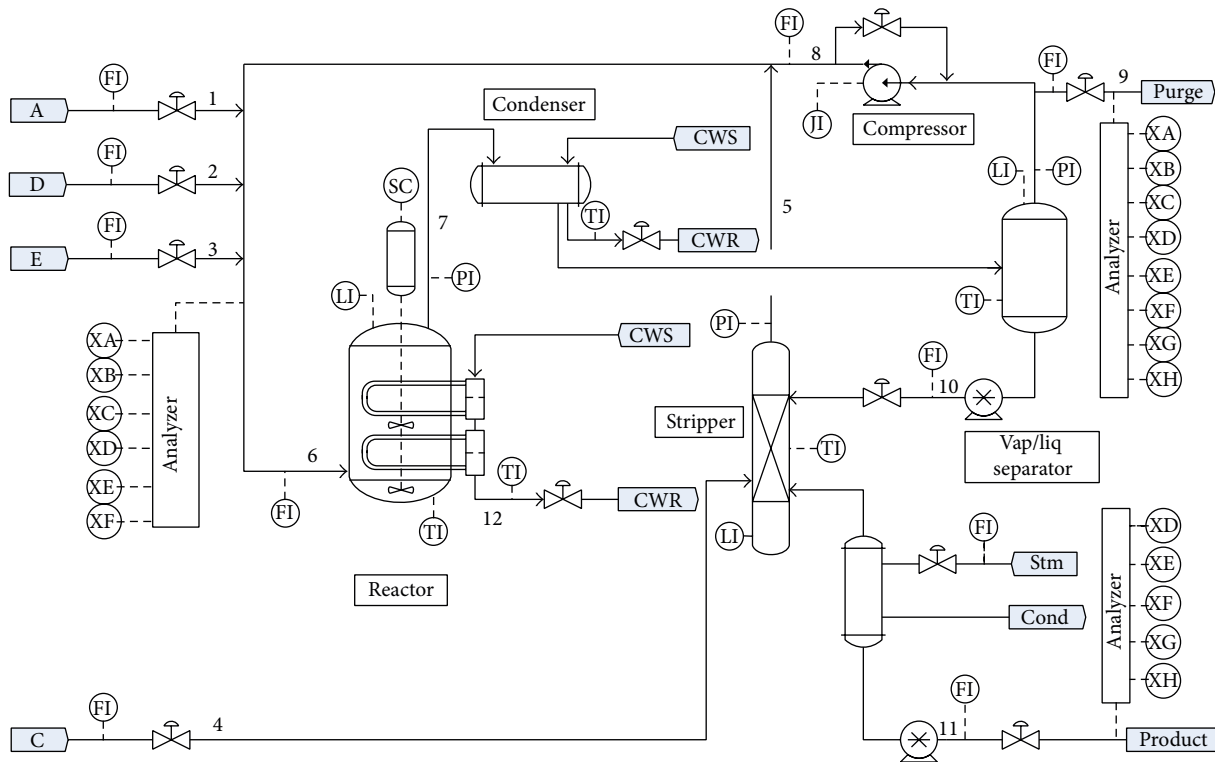 FI
8
FI
9
Purge
FI
A
1
Condenser
CWS
JI
Compressor
XA
XB
XC
XD
XE
XF
XG
XH
Analyzer
FI
D
2
SC
7
TI
CWR
5
LI
PI
FI
E
3
LI
PI
TI
XA
XB
XC
XD
XE
XF
Analyzer
CWS
PI
FI
10
Stripper
TI
Vap/liq
separator
6
FI
TI
12
TI
CWR
LI
Reactor
FI
Stm
Cond
XD
XE
XF
XG
XH
Analyzer
FI
C
4
FI
11
Product